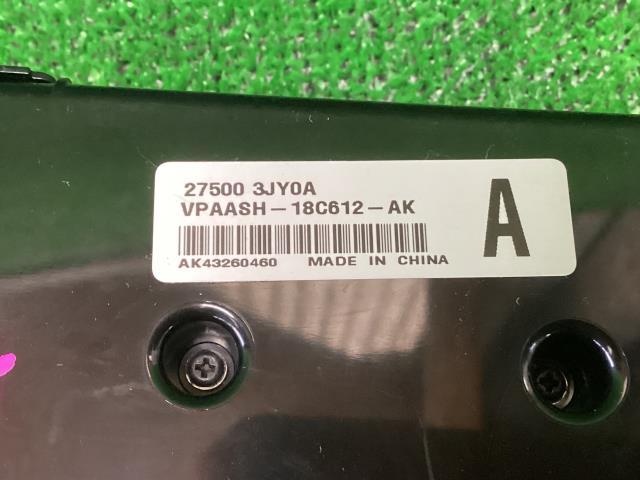 27500 3JY0A
VPAASH-18C612-AK
A
AK43260460 MADE IN CHINA